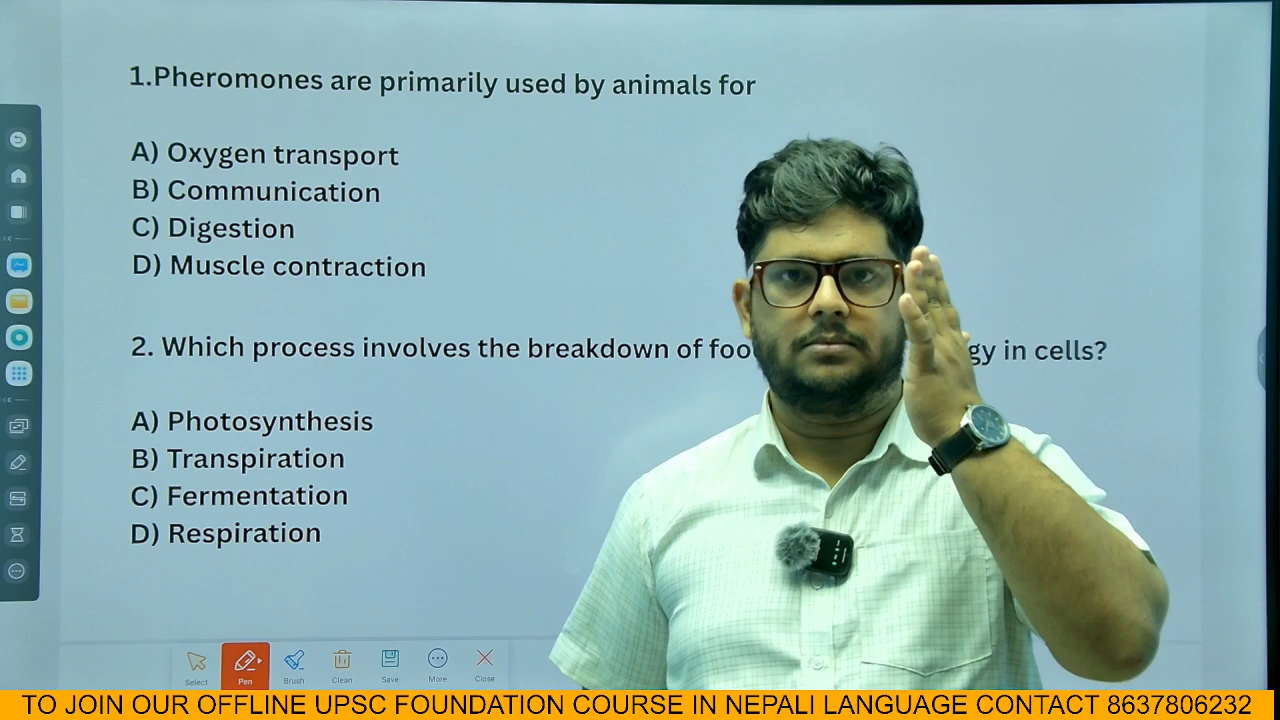 1.Pheromones are primarily used by animals for
A) Oxygen transport
B) Communication
C) Digestion
D) Muscle contraction
2. Which process involves the breakdown of in cells?
A) Photosynthesis
B) Transpiration
C) Fermentation
D) Respiration
Select
Pen
Brush
Clean
Save
More
Close
TO JOIN OUR OFFLINE UPSC FOUNDATION COURSE IN NEPALI LANGUAGE CONTACT 8637806232